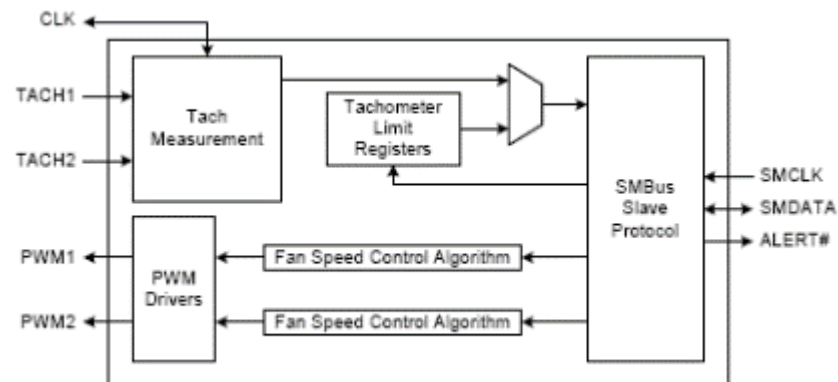 CLK
TACH1
TACH2
Tach
Measurement
Tachometer
Limit
Registers
SMBus
Slave
Protocol
SMCLK
SMDATA
ALERT#
PWM1
PWM2
PWM
Drivers
Fan Speed Control Algorithm
Fan Speed Control Algorithm